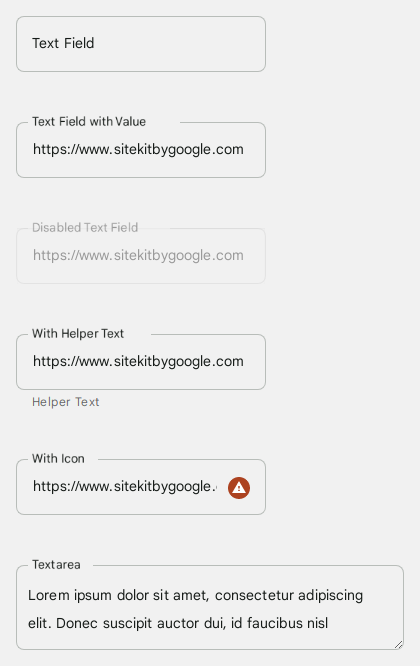 Text Field
Text Field with Value
https://www.sitekitbygoogle.com
Disabled Text Field
https://www.sitekitbygoogle.com
With Helper Text
https://www.sitekitbygoogle.com
Helper Text
With Icon
https://www.sitekitbygoogle.
Textarea
Lorem ipsum dolor sit amet, consectetur adipiscing
elit. Donec suscipit auctor dui, id faucibus nisl